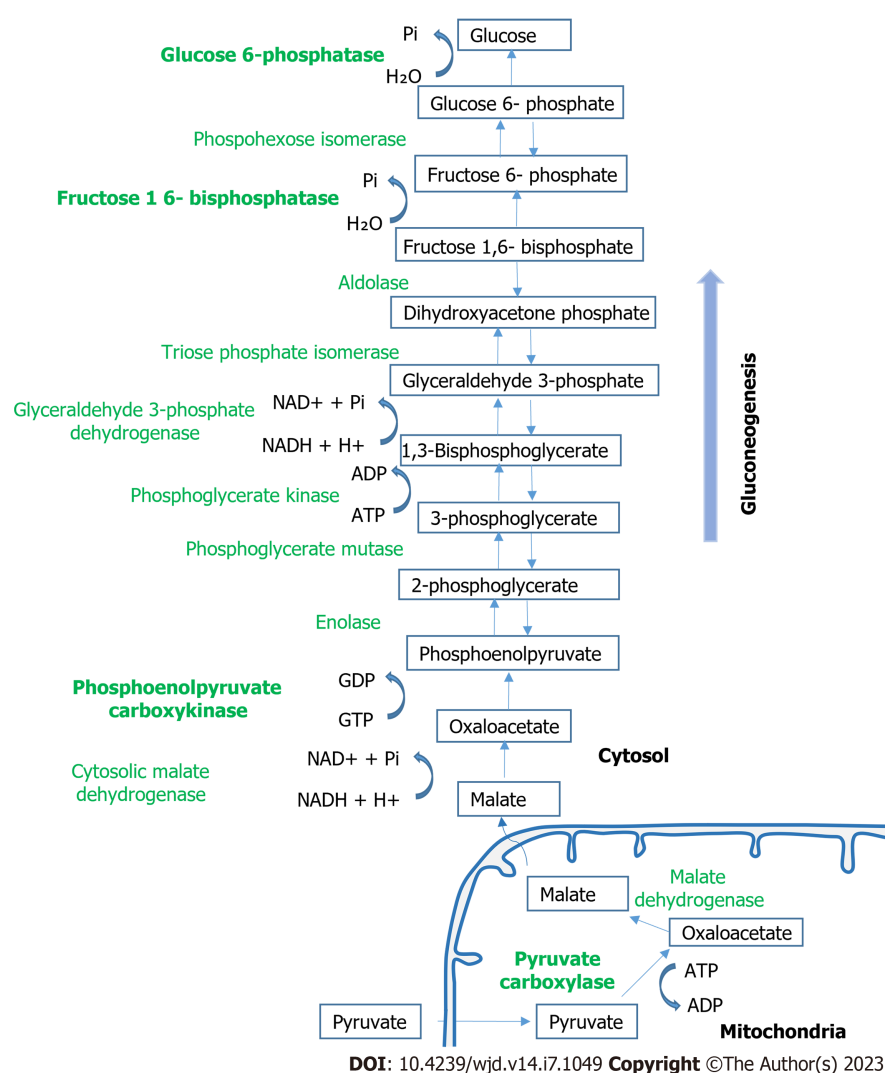 Pi
Glucose
Glucose 6-phosphatase
H₂O
Glucose 6- phosphate
Phospohexose isomerase
Pi
Fructose 6- phosphate
Fructose 1 6- bisphosphatase
H₂O
Fructose 1,6- bisphosphate
Aldolase
Dihydroxyacetone phosphate
Triose phosphate isomerase
Glyceraldehyde 3-phosphate
NAD+ + Pi
Glyceraldehyde 3-phosphate
dehydrogenase
NADH + H+
1,3-Bisphosphoglycerate
ADP
Phosphoglycerate kinase
ATP
3-phosphoglycerate
Phosphoglycerate mutase
2-phosphoglycerate
Enolase
Phosphoenolpyruvate
GDP
Phosphoenolpyruvate
carboxykinase
GTP
Oxaloacetate
Gluconeogenesis
Cytosol
NAD+ + Pi
Cytosolic malate
dehydrogenase
NADH + H+
Malate
Malate
Malate
dehydrogenase
Oxaloacetate
Pyruvate
carboxylase
ATP
ADP
Pyruvate
Pyruvate
Mitochondria
DOI: 10.4239/wjd.v14.i7.1049 Copyright ©The Author(s) 2023